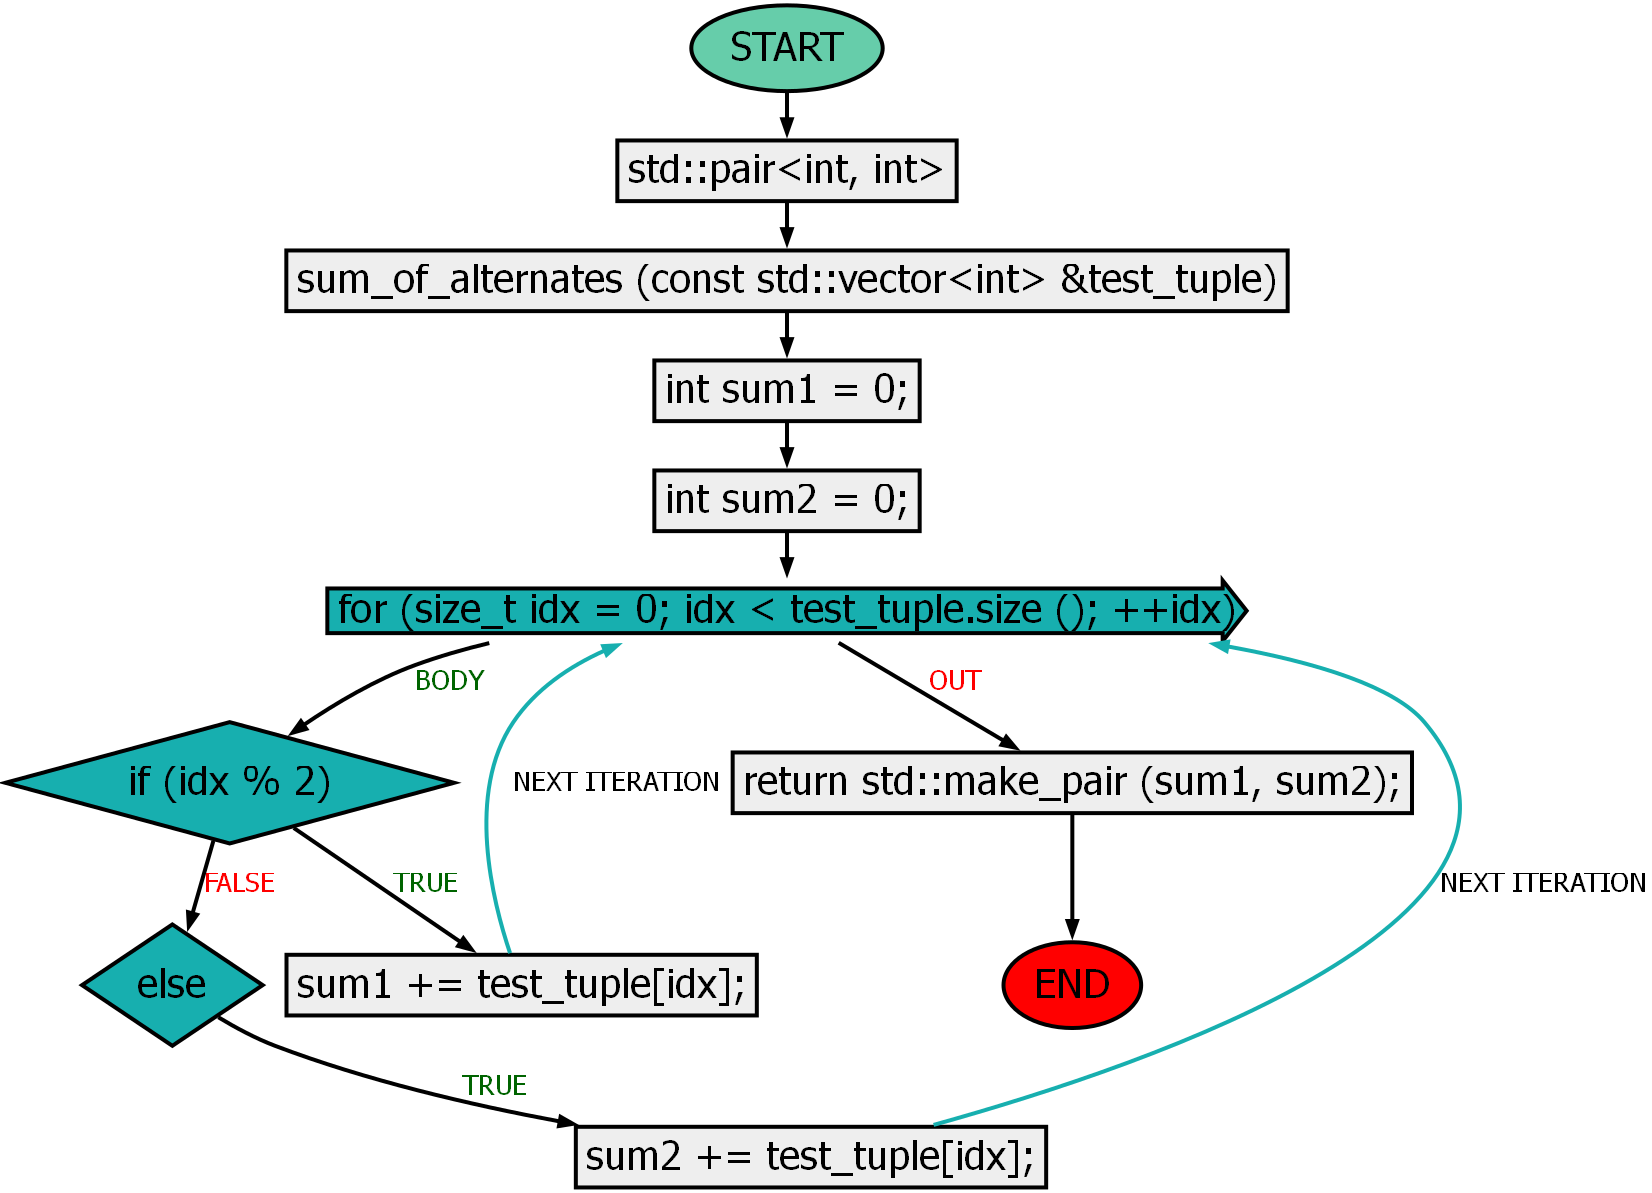 START
std::pair<int, int>
sum_of_alternates (const std::vector<int> &test_tuple)
int sum1 = 0;
int sum2 = 0;
for (size_t idx = 0; idx < test_tuple.size (); ++idx)
BODY
OUT
if (idx % 2)
NEXT ITERATION
return std::make_pair (sum1, sum2);
FALSE
TRUE
NEXT ITERATION
else
sum1 += test_tuple[idx];
END
TRUE
sum2 += test_tuple[idx];